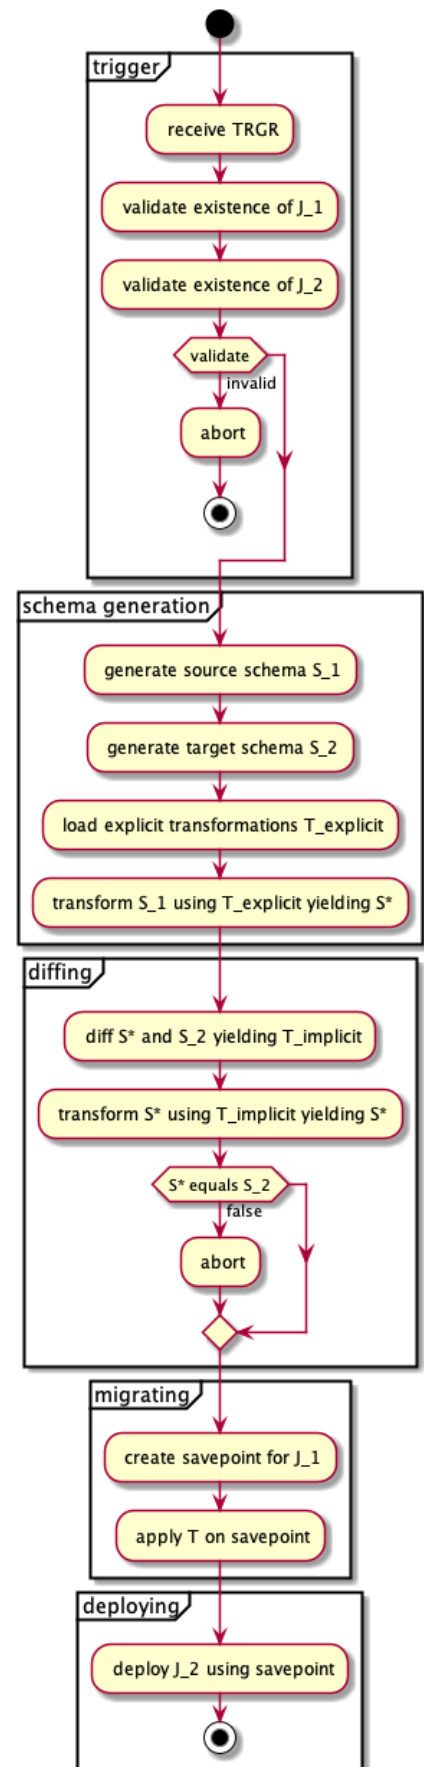 trigger
receive TRGR
validate existence of J_1
validate existence of J_2
validate
invalid
abort
schema generation
generate source schema S_1
generate target schema S_2
load explicit transformations T_explicit
transform S_1 using T_explicit yielding S*
diffing
diff S* and S_2 yielding T_implicit
transform S* using T_implicit yielding S*
S* equals S_2
false
abort
migrating
create savepoint for J_1
apply T on savepoint
deploying
deploy J_2 using savepoint